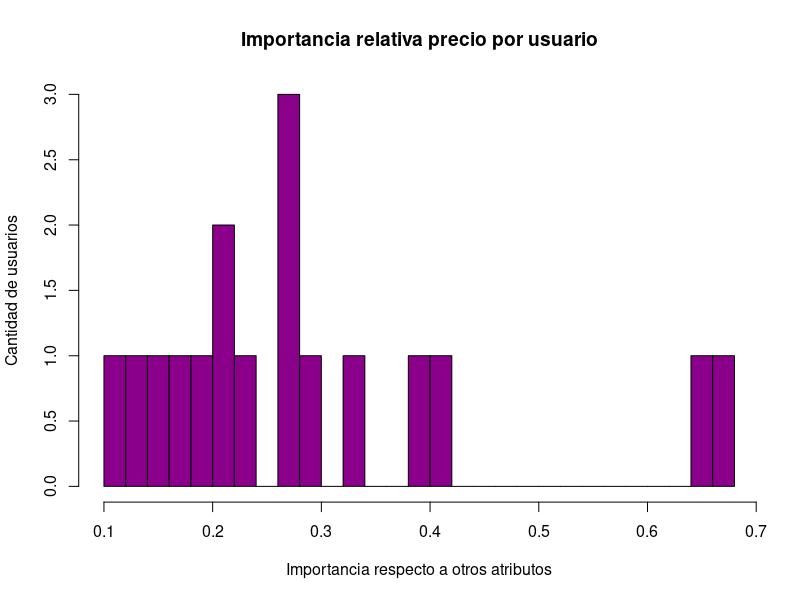 Importancia relativa precio por usuario
Cantidad de usuarios
3.0
2.5
2.0
1.5
1.0
0.5
0.0
0.1 0.2 0.3 0.4 0.5 0.6 0.7
Importancia respecto a otros atributos